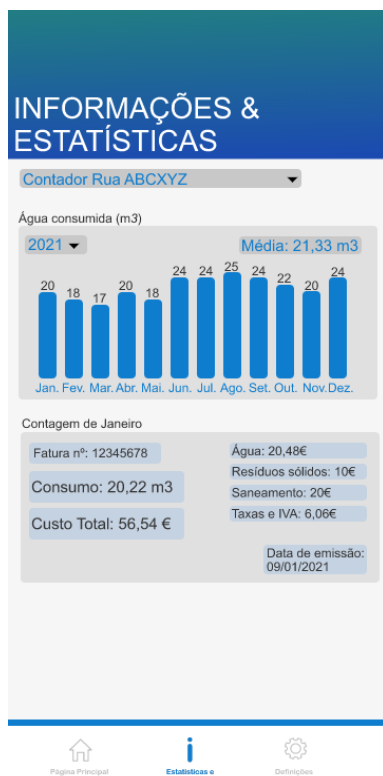 INFORMAÇÕES &
ESTATÍSTICAS
Contador Rua ABCXYZ
Água consumida (m3)
2021
Média: 21,33 m3
20 18 17 20 18 24 24 25 24 22 20 24
Jan. Fev. Mar. Abr. Mai. Jun. Jul. Ago. Set. Out. Nov. Dez.
Contagem de Janeiro
Fatura nº: 12345678
Consumo: 20,22 m3
Custo Total: 56,54 €
Água: 20,48€
Resíduos sólidos: 10€
Saneamento: 20€
Taxas e IVA: 6,06€
Data de emissão:
09/01/2021
Página Principal
Estatísticas e
Definições